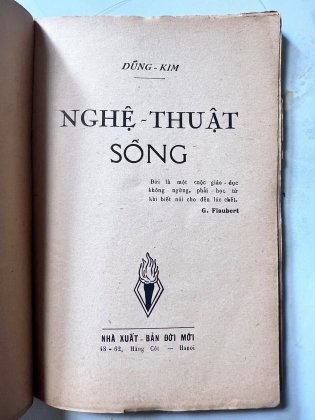 DŨNG - KIM
NGHỆ - THUẬT
SỐNG
Đời là một cuộc giáo - dục
không ngừng, phải học từ
khi biết nói cho đến lúc chết.
G. Flaubert
NHÀ XUẤT - BẢN ĐỜI MỚI
48 - 62, Hàng Cót — Hanoi